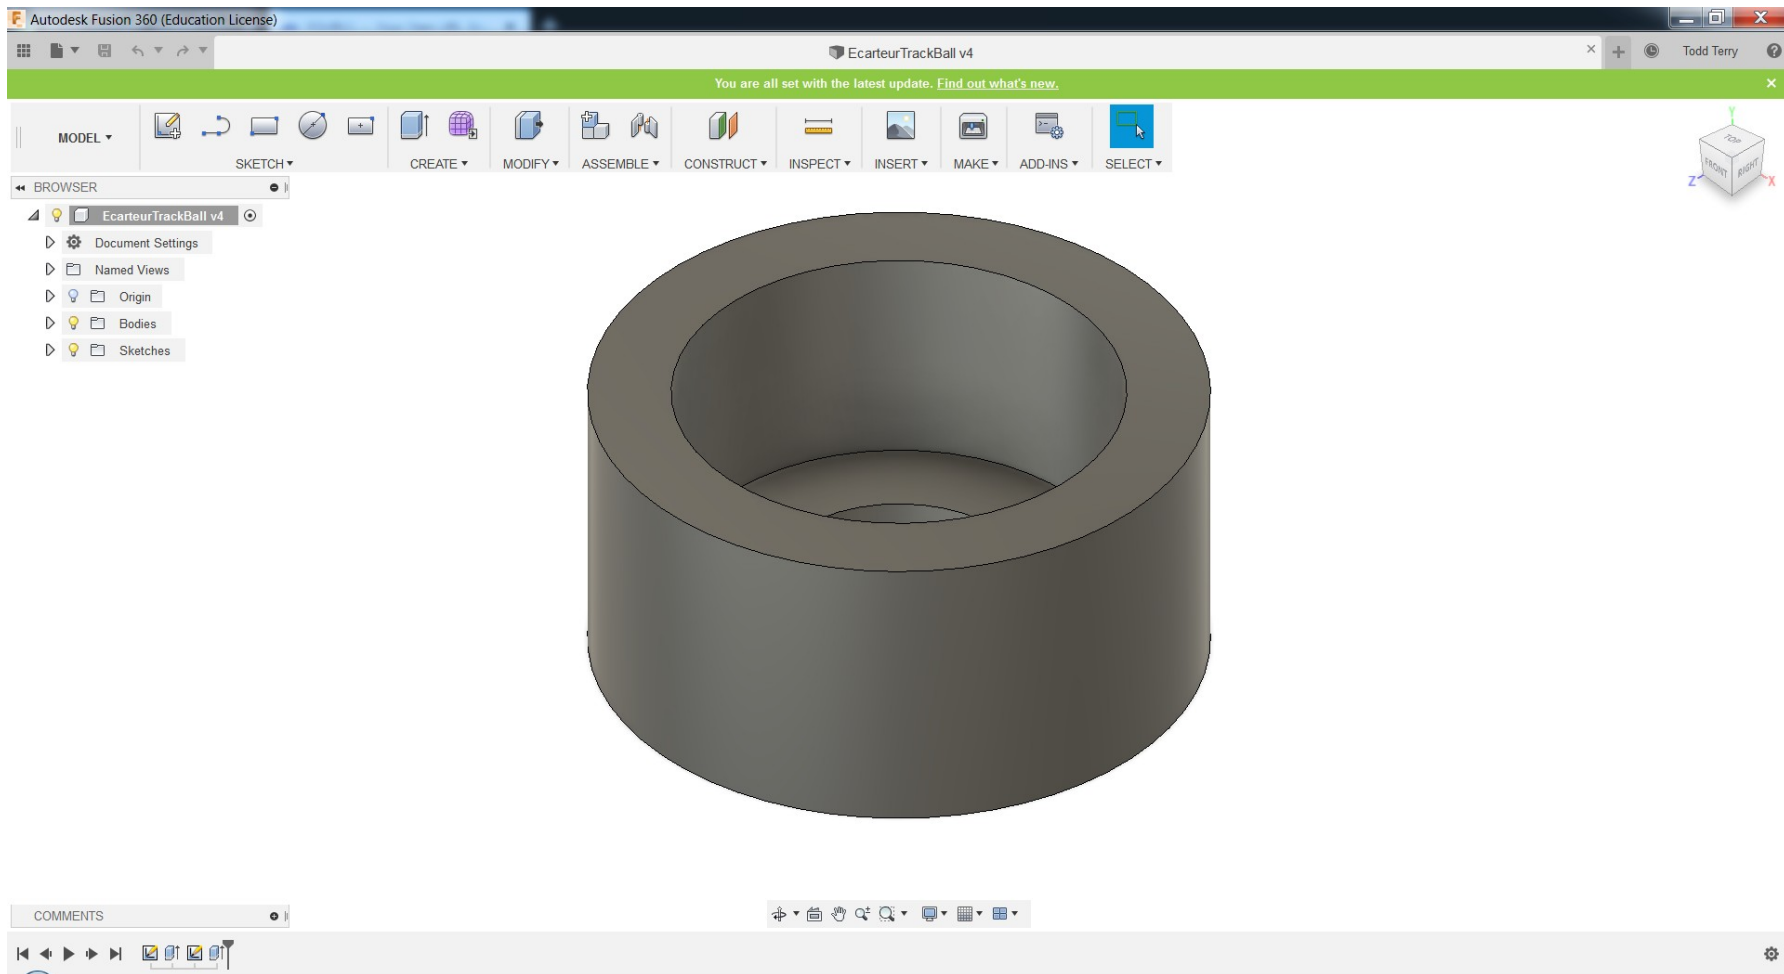 Autodesk Fusion 360 (Education License)
EcarteurTrackBall v4
Todd Terry
You are all set with the latest update. Find out what's new.
MODEL
SKETCH
CREATE
MODIFY
ASSEMBLE
CONSTRUCT
INSPECT
INSERT
MAKE
ADD-INS
SELECT
Y
TOP
FRONT
RIGHT
Z
X
BROWSER
EcarteurTrackBall v4
Document Settings
Named Views
Origin
Bodies
Sketches
COMMENTS